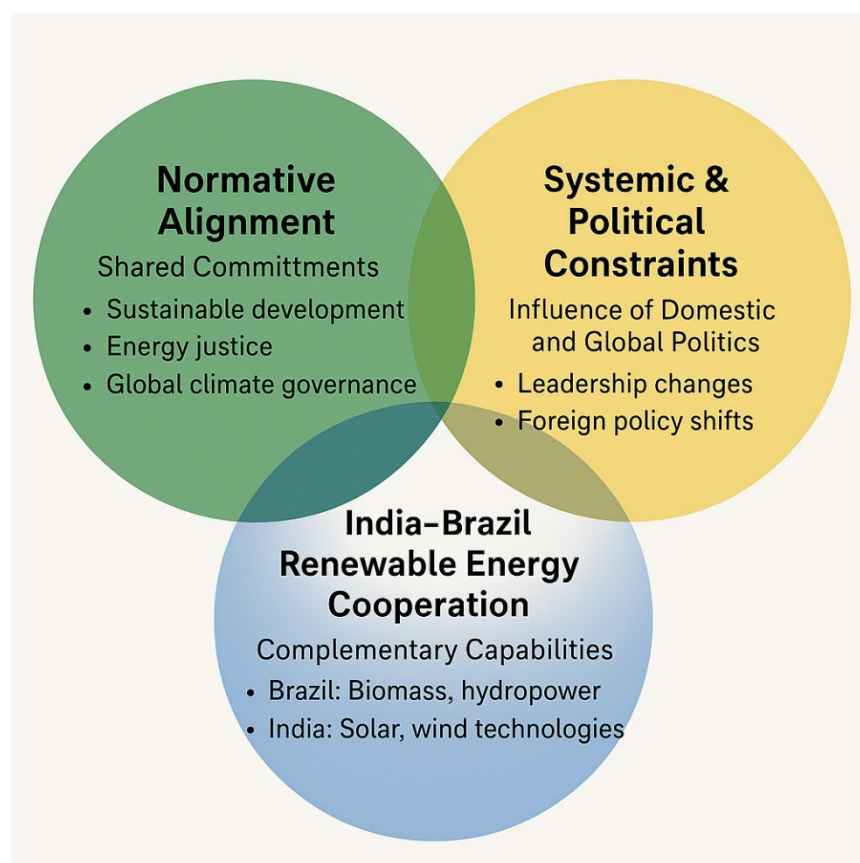 Normative
Alignment
Shared Committments
• Sustainable development
• Energy justice
• Global climate governance
Systemic &
Political
Constraints
Influence of Domestic
and Global Politics
• Leadership changes
• Foreign policy shifts
India–Brazil
Renewable Energy
Cooperation
Complementary Capabilities
• Brazil: Biomass, hydropower
• India: Solar, wind technologies